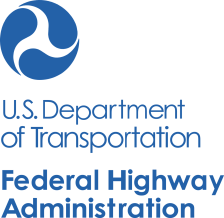 U.S. Department
of Transportation
Federal Highway
Administration